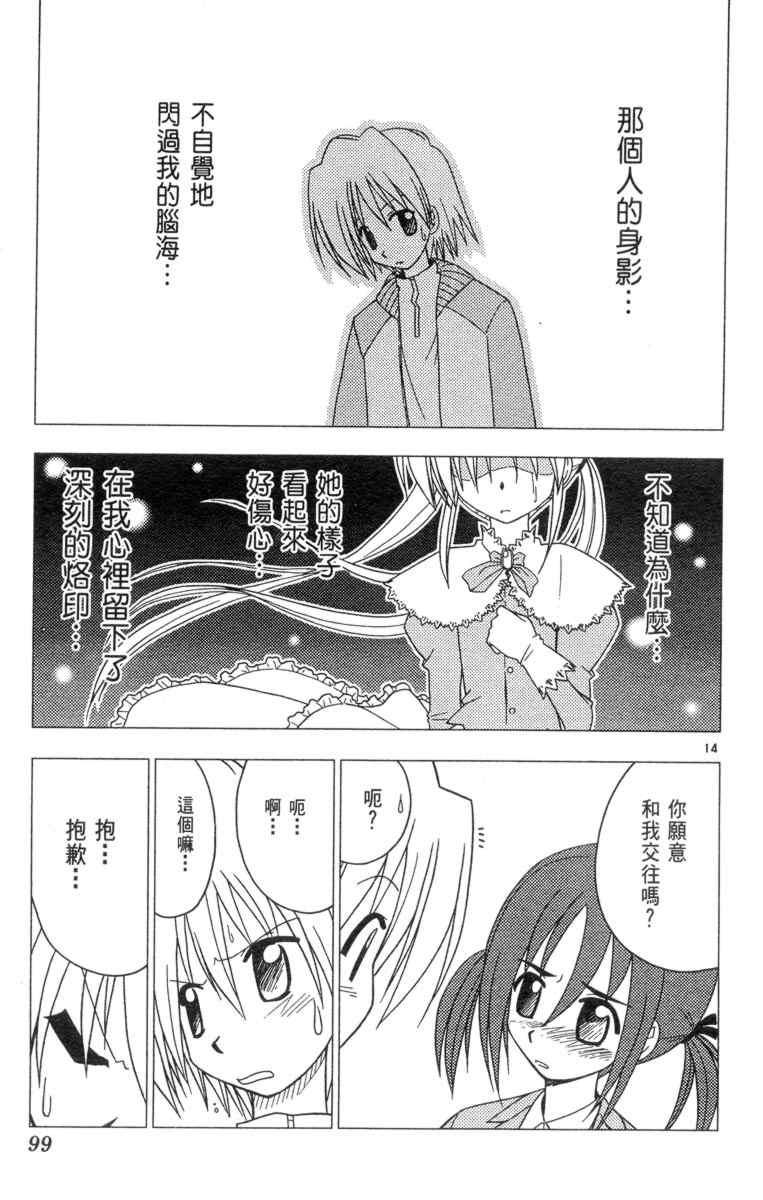 那個人的身影…
不自覺地
閃過我的腦海…
不知道為什麼…
她的樣子
看起來
好傷心…
在我心裡留下了
深刻的烙印…
14
你願意
和我交往嗎？
呃？
呃…
啊…
這個嘛…
抱…
抱歉…
99